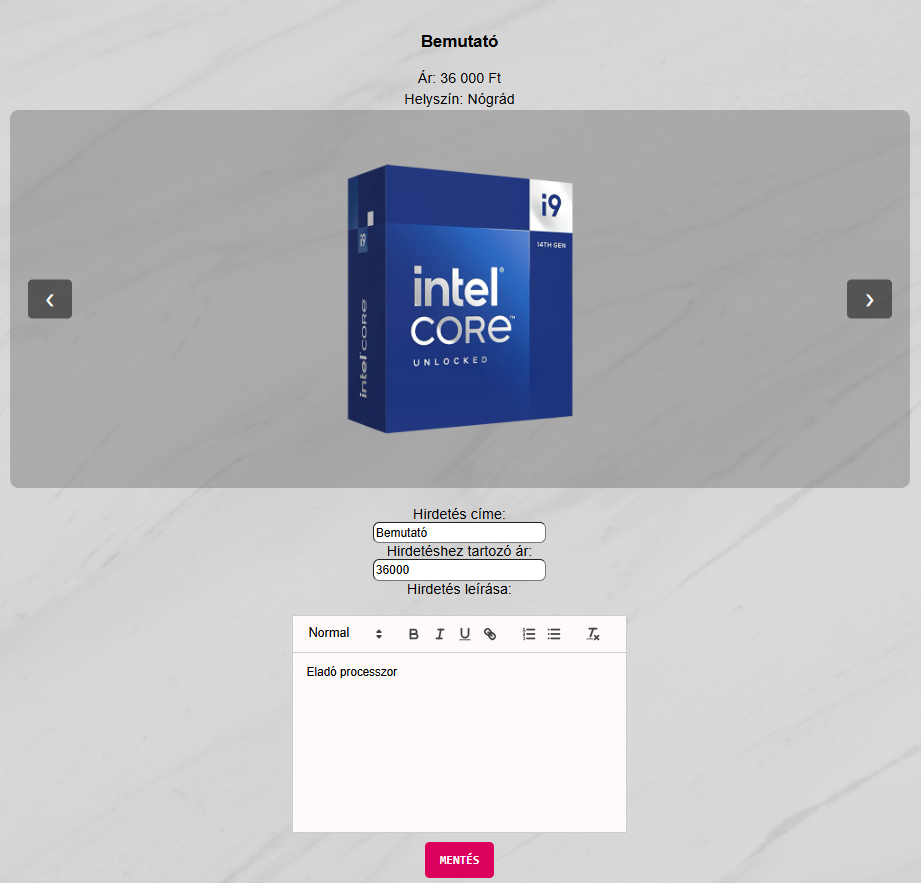 Bemutató
Ár: 36 000 Ft
Helyszín: Nógrád
i9
14TH GEN
i9
intel®
CORE™
UNLOCKED
intel CORE
‹
›
Hirdetés címe:
Bemutató
Hirdetéshez tartozó ár:
36000
Hirdetés leírása:
Normal B I U
Eladó processzor
MENTÉS